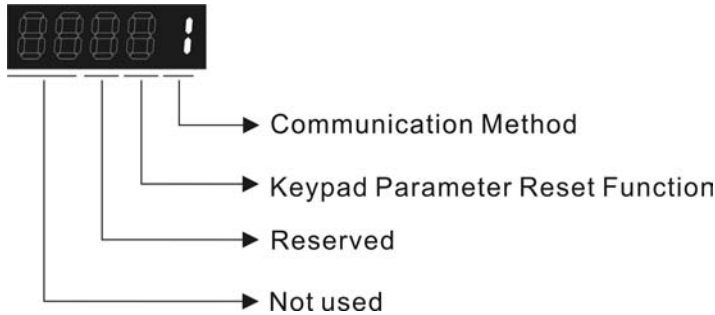 1
Communication Method
Keypad Parameter Reset Function
Reserved
Not used